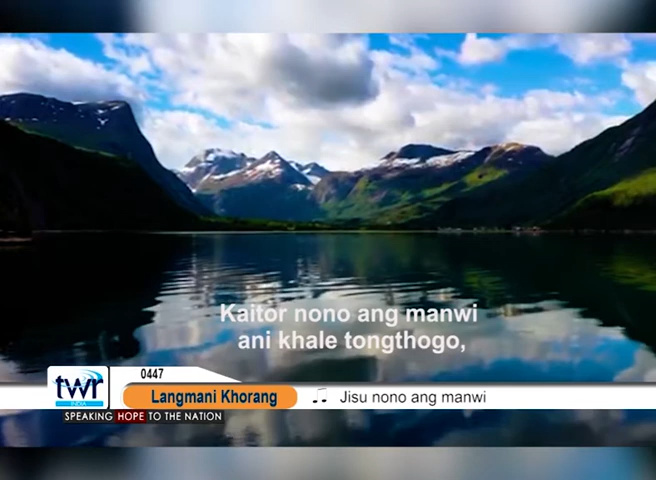 Kaitor nono ang manwi
ani khale tongthogo,
twr
INDIA
0447
Langmani Khorang
Jisu nono ang manwi
SPEAKING HOPE TO THE NATION